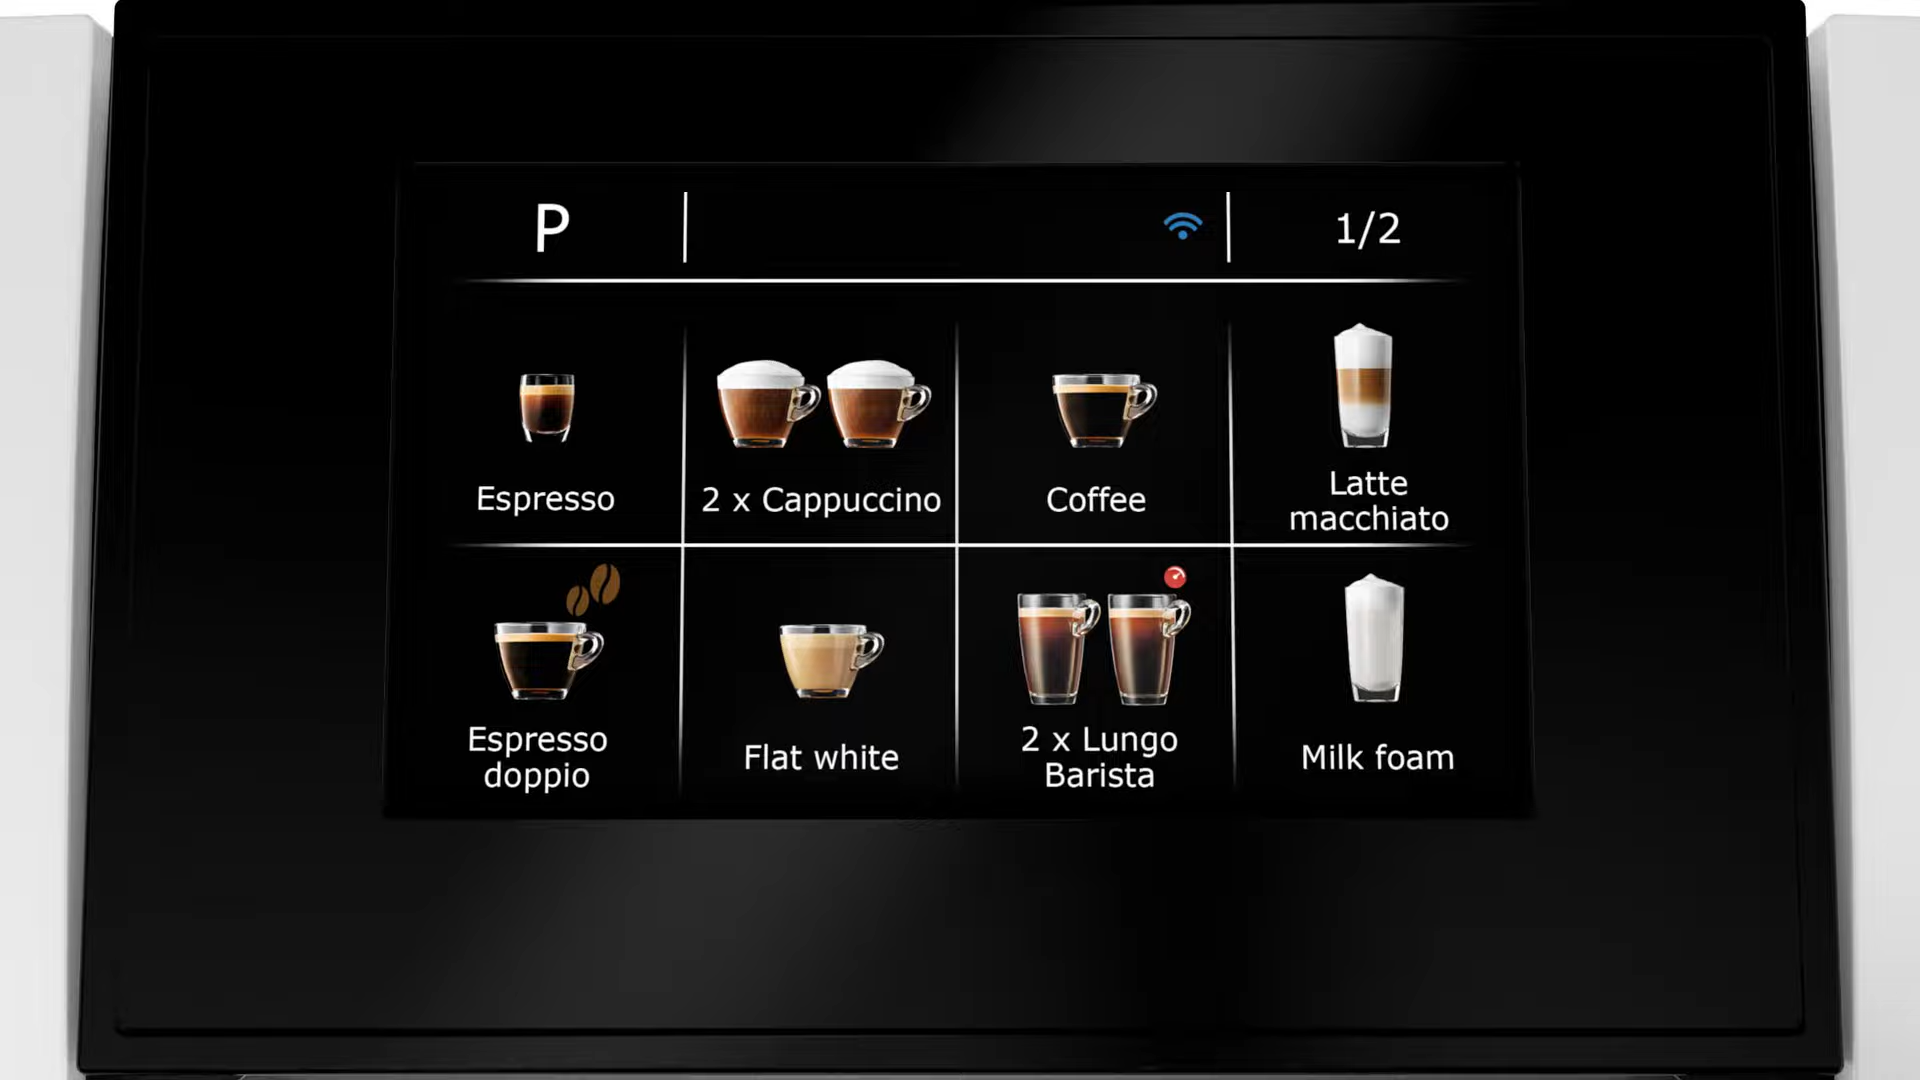 P
1/2
Espresso
2 x Cappuccino
Coffee
Latte
macchiato
Espresso
doppio
Flat white
2 x Lungo
Barista
Milk foam